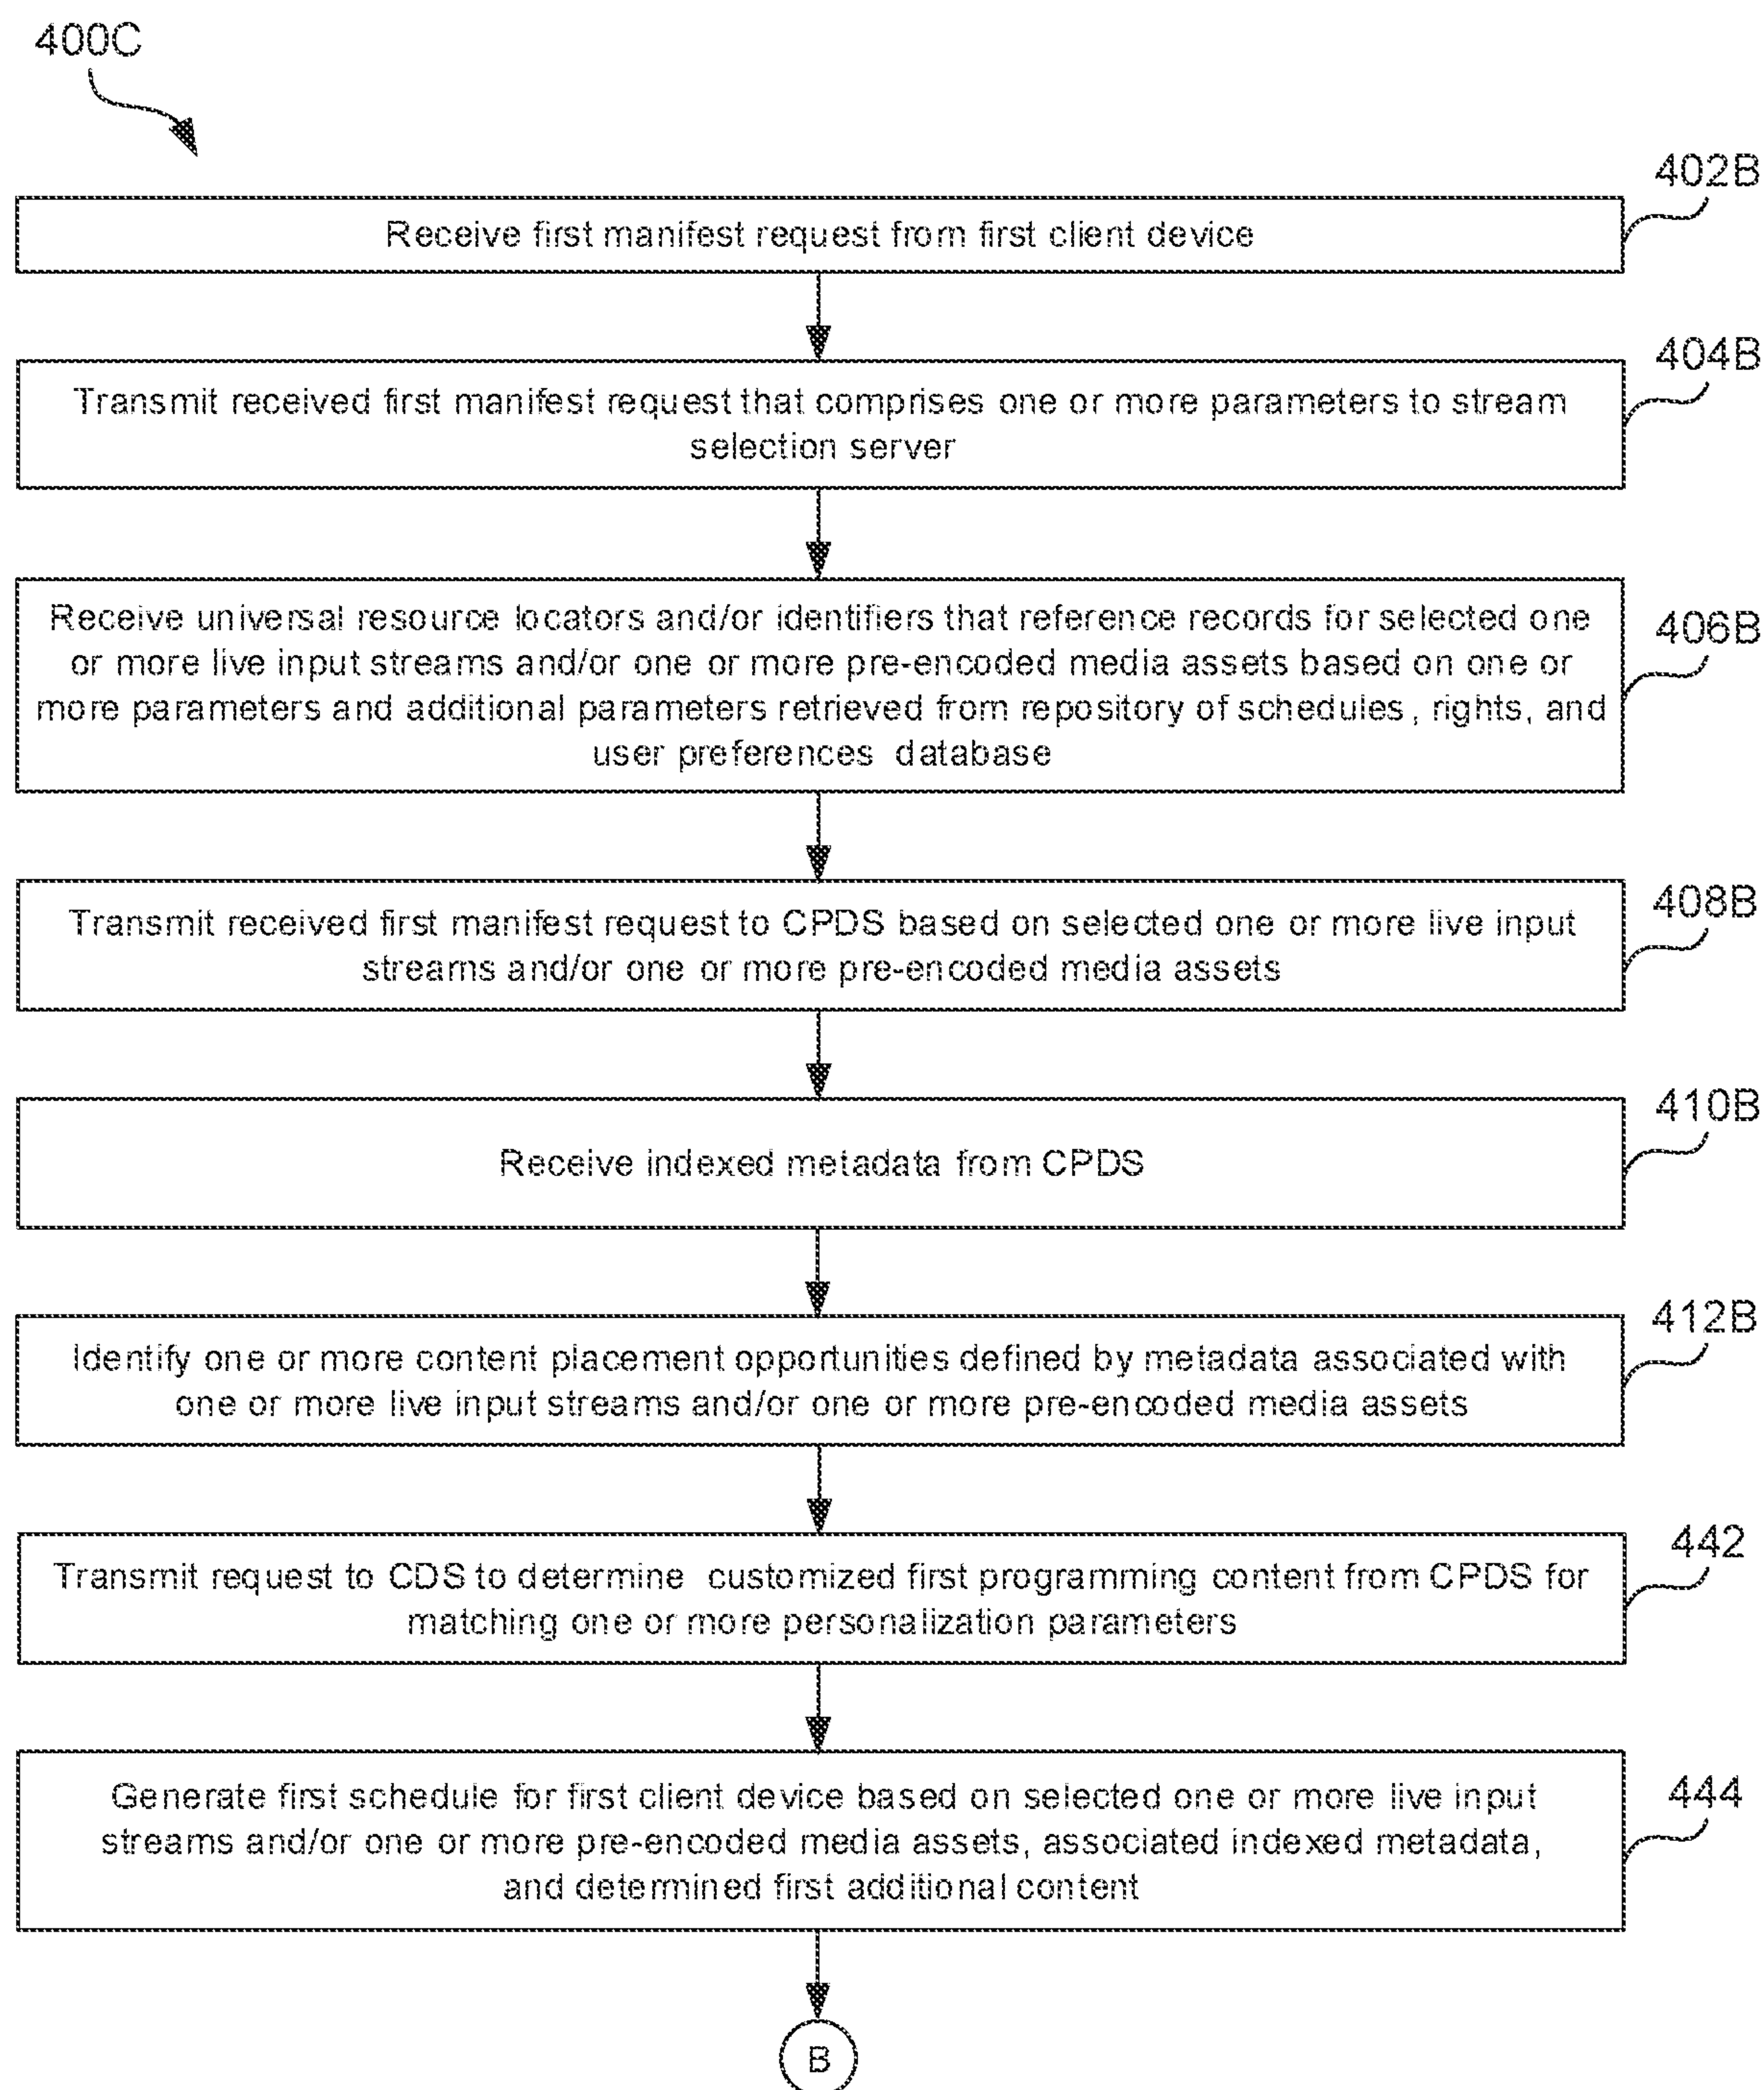 400C
402B
Receive first manifest request from first client device
404B
Transmit received first manifest request that comprises one or more parameters to stream
selection server
406B
Receive universal resource locators and/or identifiers that reference records for selected one
or more live input streams and/or one or more pre-encoded media assets based on one or
more parameters and additional parameters retrieved from repository of schedules, rights, and
user preferences database
408B
Transmit received first manifest request to CPDS based on selected one or more live input
streams and/or one or more pre-encoded media assets
410B
Receive indexed metadata from CPDS
412B
Identify one or more content placement opportunities defined by metadata associated with
one or more live input streams and/or one or more pre-encoded media assets
442
Transmit request to CDS to determine customized first programming content from CPDS for
matching one or more personalization parameters
444
Generate first schedule for first client device based on selected one or more live input
streams and/or one or more pre-encoded media assets, associated indexed metadata,
and determined first additional content
B